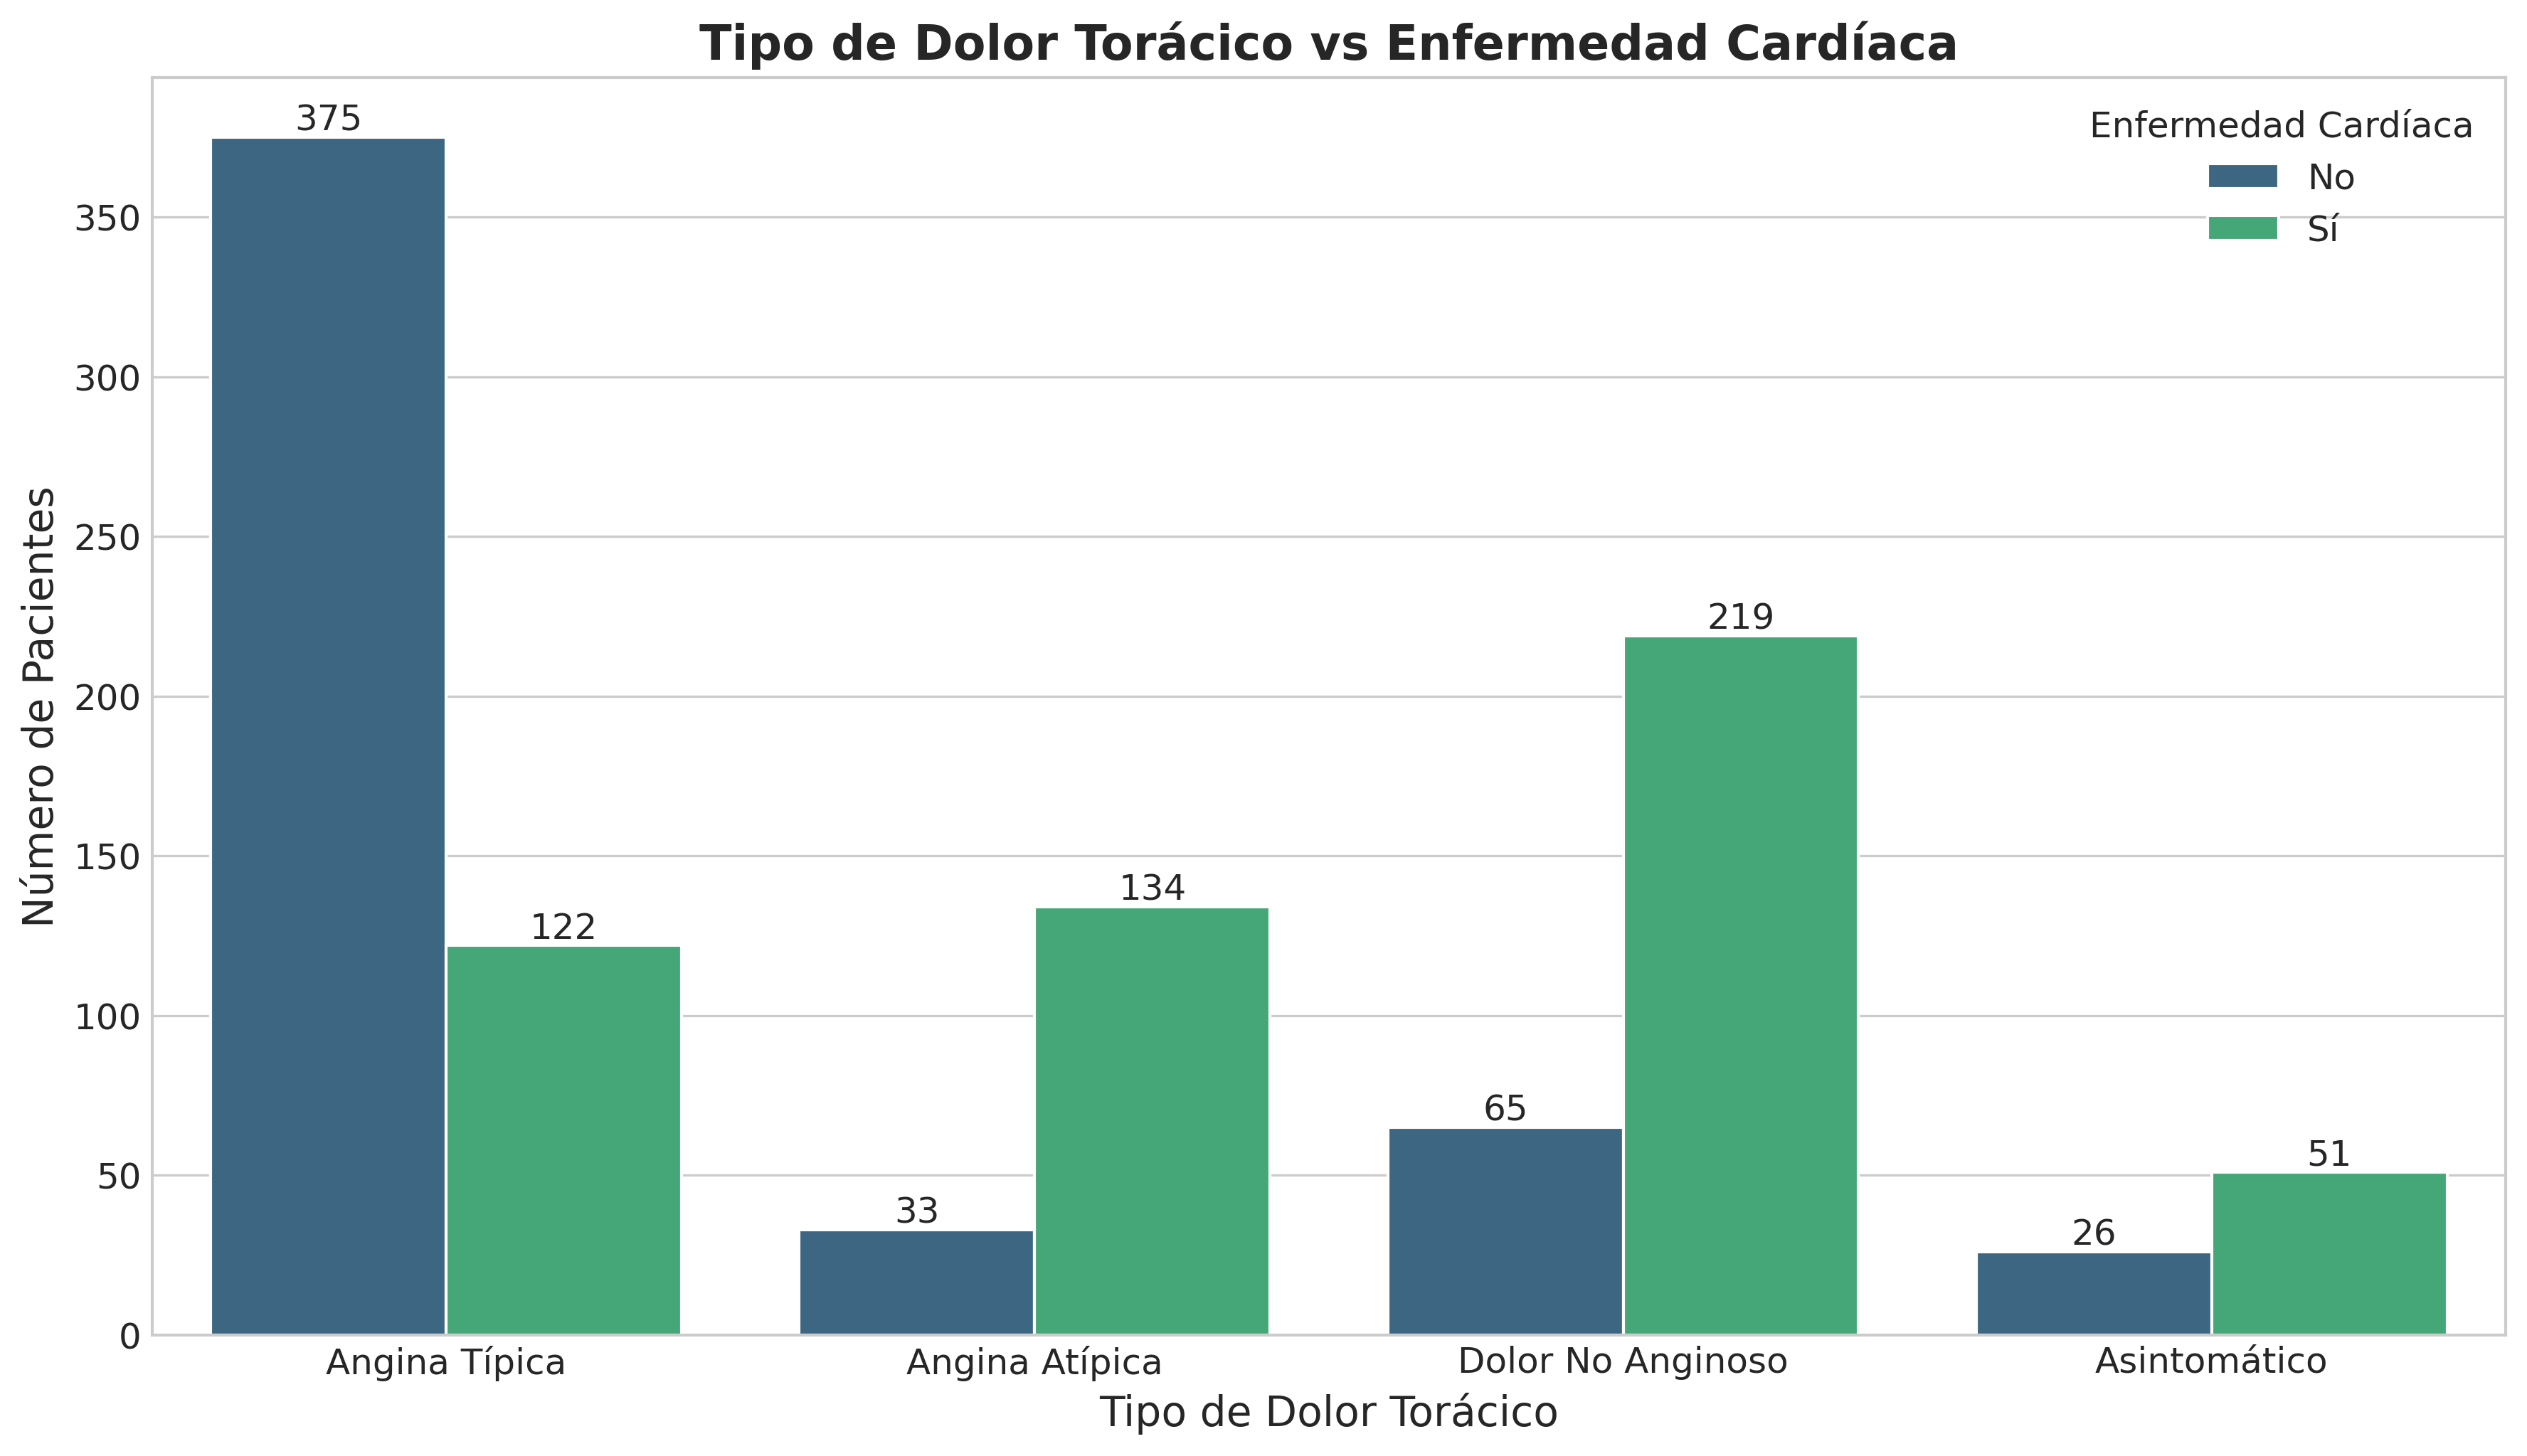 Tipo de Dolor Torácico vs Enfermedad Cardíaca
Enfermedad Cardíaca
No
Sí
Número de Pacientes
350
300
250
200
150
100
50
0
375
122
33
134
65
219
26
51
Angina Típica
Angina Atípica
Dolor No Anginoso
Asintomático
Tipo de Dolor Torácico